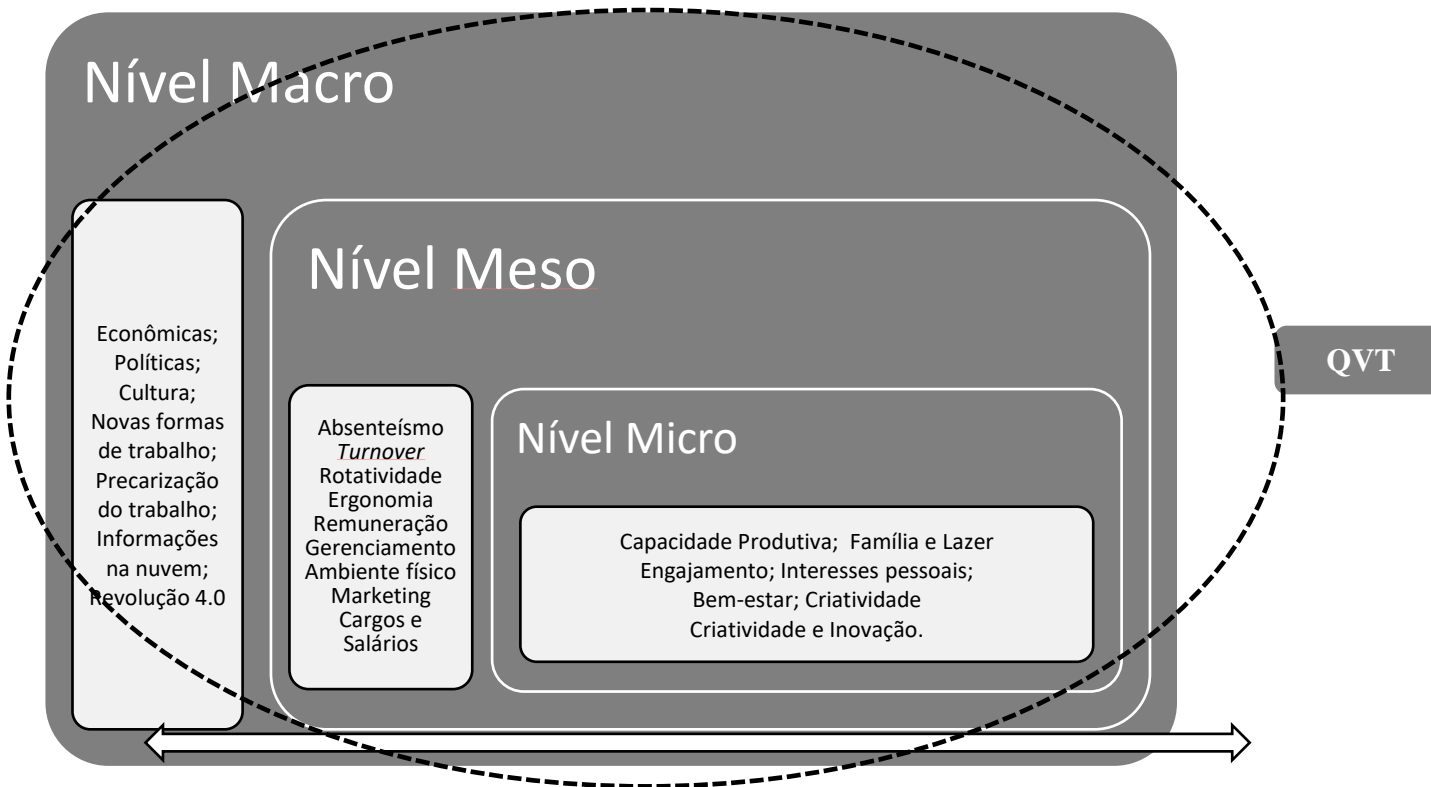 Nível Macro
Econômicas;
Políticas;
Cultura;
Novas formas
de trabalho;
Precarização
do trabalho;
Informações
na nuvem;
Revolução 4.0
Nível Meso
Absenteísmo
Turnover
Rotatividade
Ergonomia
Remuneração
Gerenciamento
Ambiente físico
Marketing
Cargos e
Salários
Nível Micro
Capacidade Produtiva; Família e Lazer
Engajamento; Interesses pessoais;
Bem-estar; Criatividade
Criatividade e Inovação.
QVT